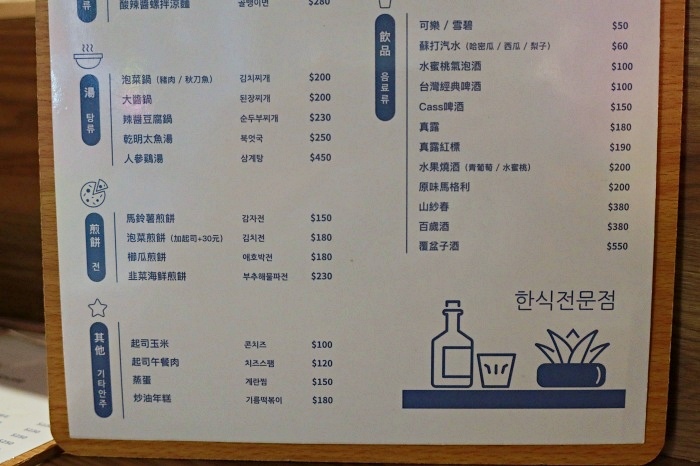 酸辣醬螺拌涼麵 골뱅이면 $280
類 류
湯 탕류
泡菜鍋（豬肉 / 秋刀魚） 김치찌개 $200
大醬鍋 된장찌개 $200
辣醬豆腐鍋 순두부찌개 $230
乾明太魚湯 북엇국 $250
人參鷄湯 삼계탕 $450
煎餅 전
馬鈴薯煎餅 감자전 $150
泡菜煎餅（加起司+30元） 김치전 $180
櫛瓜煎餅 애호박전 $180
韭菜海鮮煎餅 부추해물파전 $230
其他 기타안주
起司玉米 콘치즈 $100
起司午餐肉 치즈스팸 $120
蒸蛋 계란찜 $150
炒油年糕 기름떡볶이 $180
飲品 음료류
可樂 / 雪碧 $50
蘇打汽水（哈密瓜 / 西瓜 / 梨子） $60
水蜜桃氣泡酒 $100
台灣經典啤酒 $100
Cass啤酒 $150
真露 $180
真露紅標 $190
水果燒酒（青葡萄 / 水蜜桃） $200
原味馬格利 $200
山紗春 $380
百歲酒 $380
覆盆子酒 $550
한식전문점